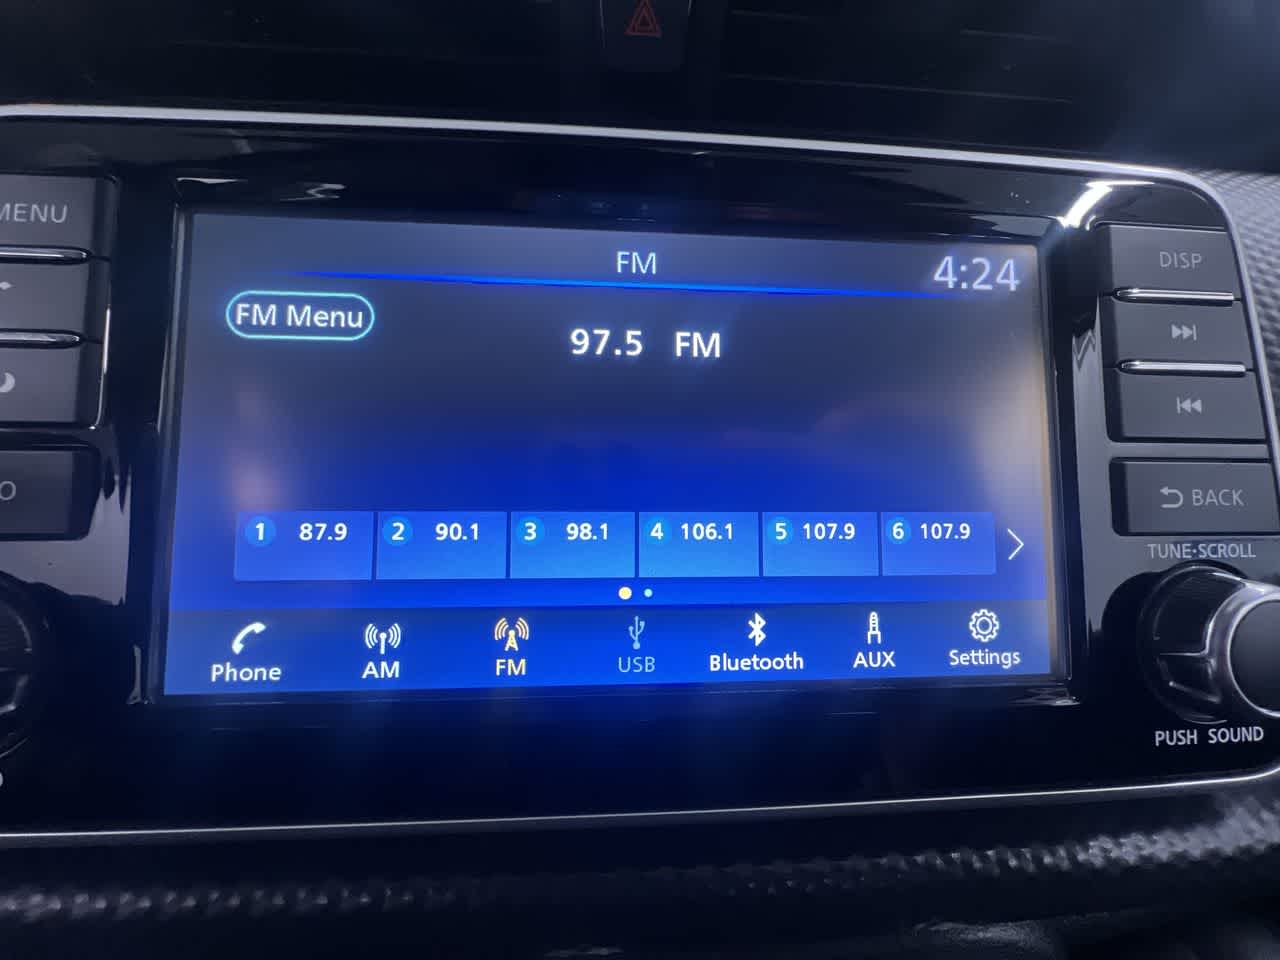 MENU
FM
4:24
DISP
FM Menu
97.5 FM
BACK
1 87.9
2 90.1
3 98.1
4 106.1
5 107.9
6 107.9
TUNE·SCROLL
Phone
AM
FM
USB
Bluetooth
AUX
Settings
PUSH SOUND